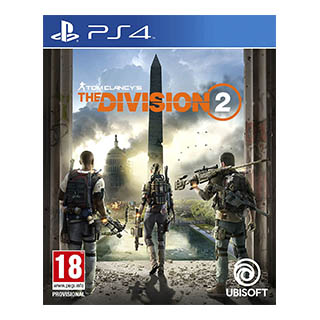 PS4
TOM CLANCY'S
THE DIVISION 2
18
www.pegi.info
PROVISIONAL
UBISOFT